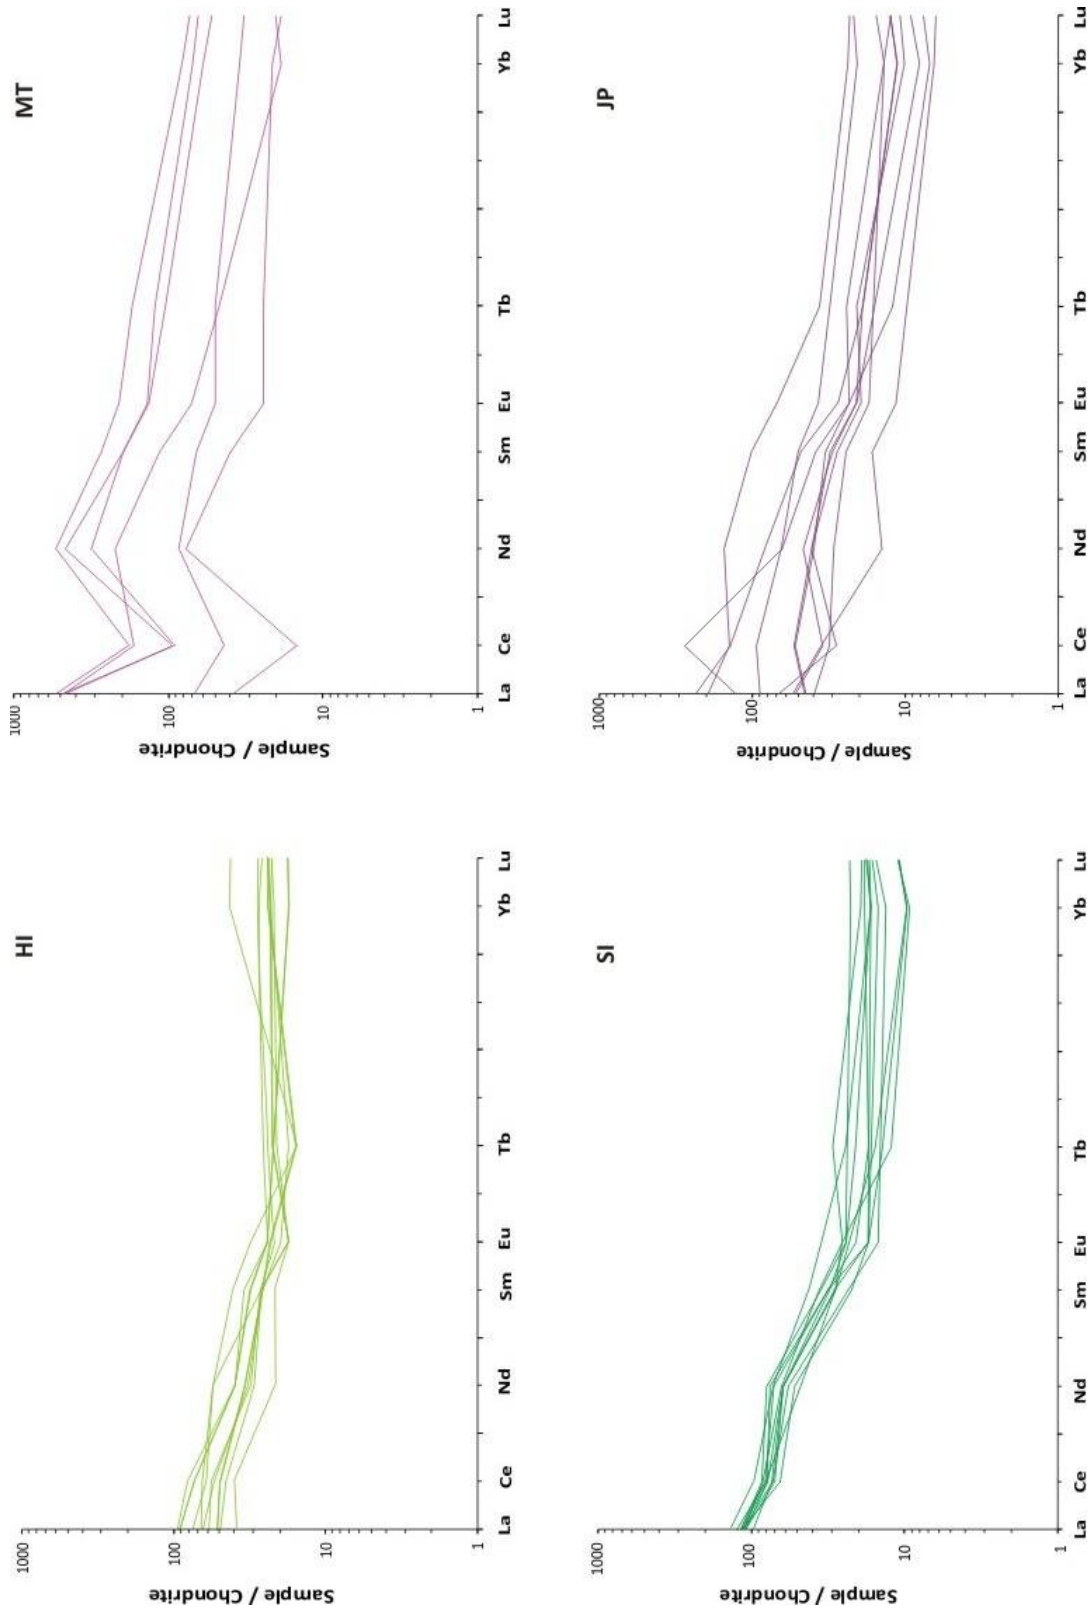 HI
Sample / Chondrite
1000
100
10
1
La Ce Nd Sm Eu Tb Yb Lu
MT
Sample / Chondrite
1000
100
10
1
La Ce Nd Sm Eu Tb Yb Lu
SI
Sample / Chondrite
1000
100
10
1
La Ce Nd Sm Eu Tb Yb Lu
JP
Sample / Chondrite
1000
100
10
1
La Ce Nd Sm Eu Tb Yb Lu